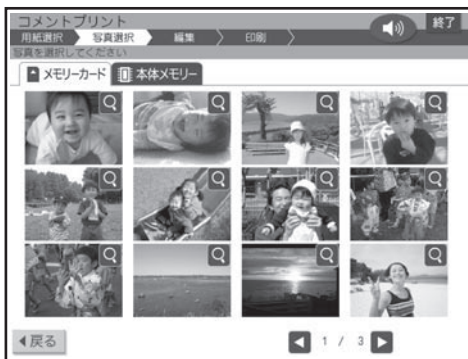 コメントプリント
終了
用紙選択 写真選択 編集 印刷
写真を選択してください
メモリーカード 本体メモリー
戻る
1 / 3